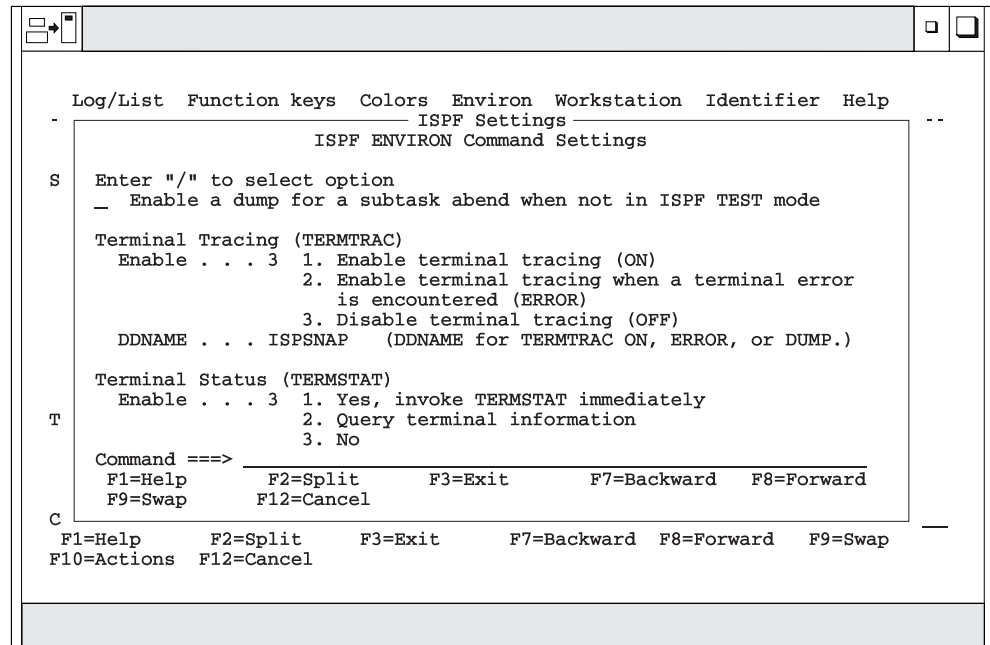 Log/List  Function keys  Colors  Environ  Workstation  Identifier  Help
- ISPF Settings --
ISPF ENVIRON Command Settings
S Enter "/" to select option
_ Enable a dump for a subtask abend when not in ISPF TEST mode
Terminal Tracing (TERMTRAC)
Enable . . . 3  1. Enable terminal tracing (ON)
2. Enable terminal tracing when a terminal error
is encountered (ERROR)
3. Disable terminal tracing (OFF)
DDNAME . . . ISPSNAP   (DDNAME for TERMTRAC ON, ERROR, or DUMP.)
Terminal Status (TERMSTAT)
Enable . . . 3  1. Yes, invoke TERMSTAT immediately
T 2. Query terminal information
3. No
Command ===>
F1=Help       F2=Split      F3=Exit       F7=Backward  F8=Forward
F9=Swap      F12=Cancel
C
F1=Help      F2=Split     F3=Exit      F7=Backward  F8=Forward   F9=Swap
F10=Actions  F12=Cancel